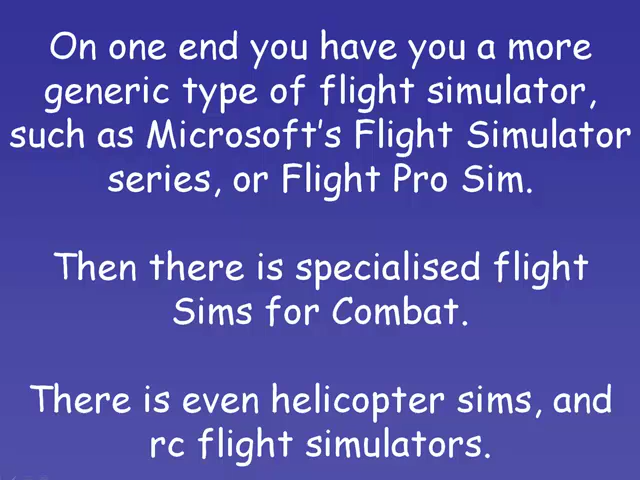 On one end you have you a more
generic type of flight simulator,
such as Microsoft's Flight Simulator
series, or Flight Pro Sim.
Then there is specialised flight
Sims for Combat.
There is even helicopter sims, and
rc flight simulators.